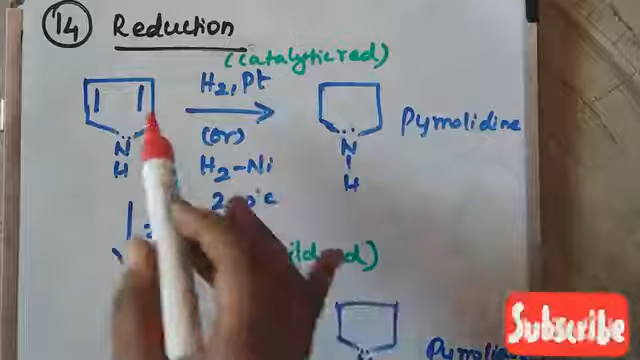 14 Reduction
(Catalytic red)
H2, Pt
(or)
H2-Ni
N
H
N
H
Pyrrolidine
Subscribe